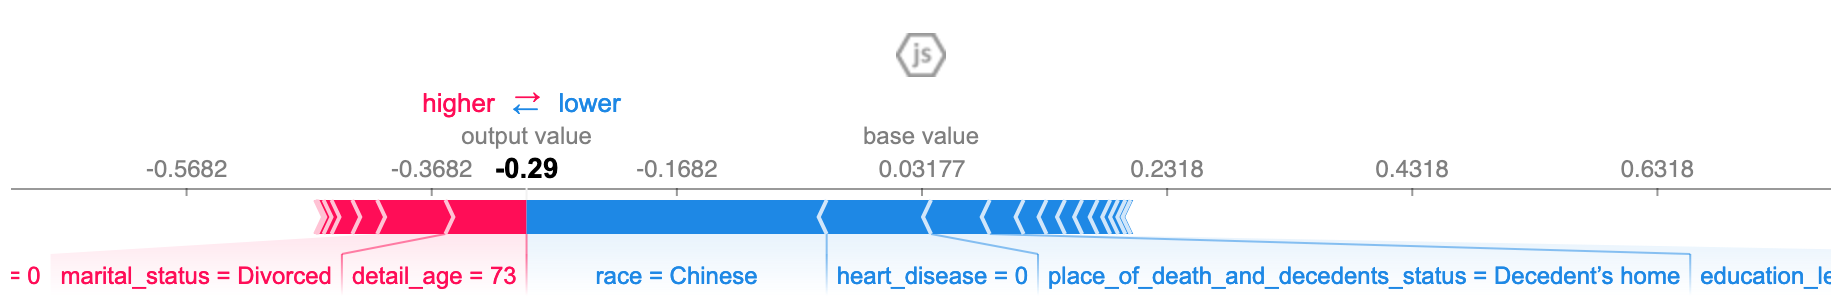 js
higher lower
output value base value
-0.5682 -0.3682 -0.29 -0.1682 0.03177 0.2318 0.4318 0.6318
= 0 marital_status = Divorced detail_age = 73 race = Chinese heart_disease = 0 place_of_death_and_decedents_status = Decedent’s home education_le